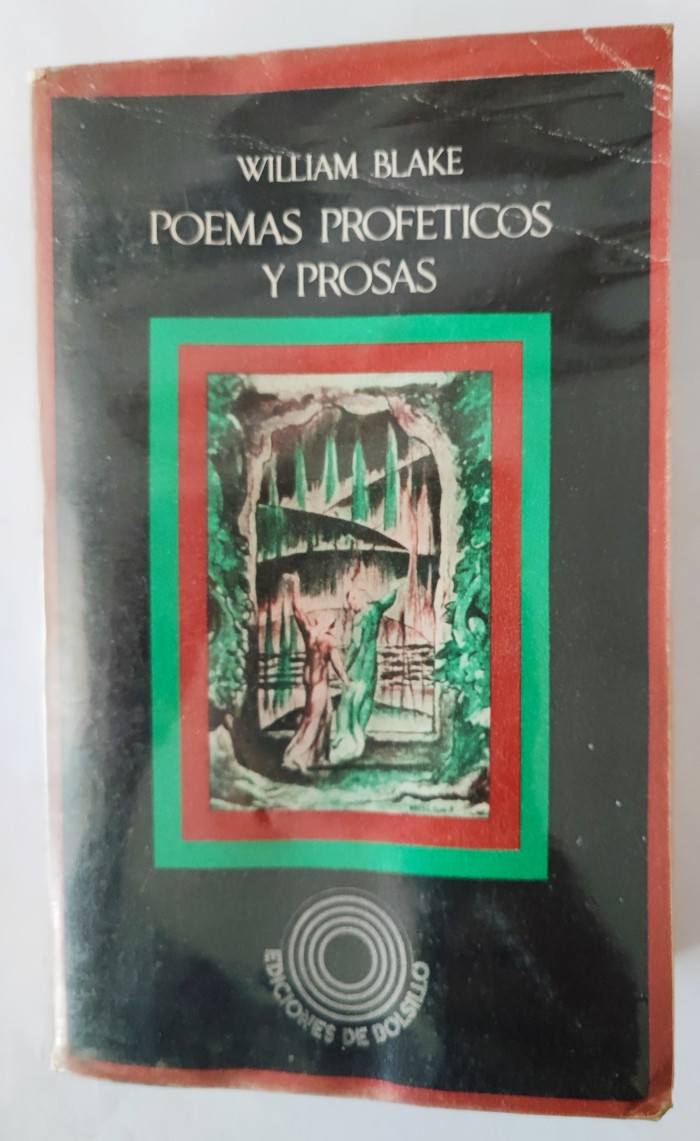 WILLIAM BLAKE
POEMAS PROFETICOS
Y PROSAS
EDICIONES DE BOLSILLO